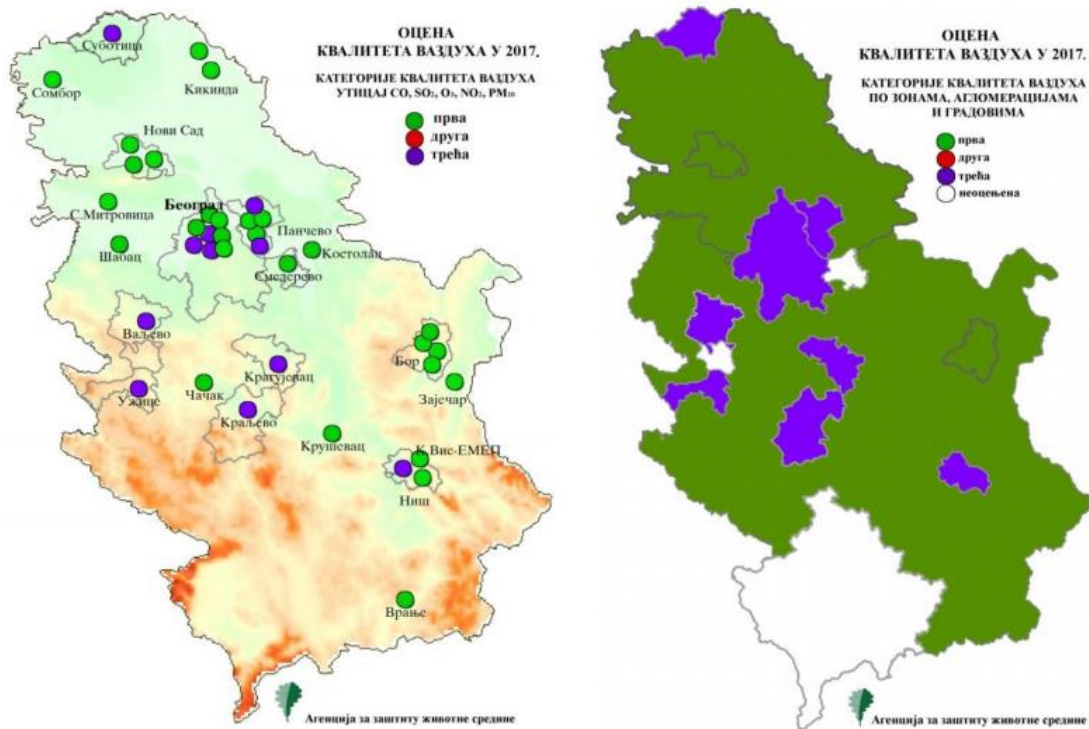 ОЦЕНА
КВАЛИТЕТА ВАЗДУХА У 2017.
КАТЕГОРИЈЕ КВАЛИТЕТА ВАЗДУХА
УТИЦАЈ CO, SO₂, O₃, NO₂, PM₁₀
прва
друга
трећа
Суботица
Сомбор
Кикинда
Нови Сад
С.Митровица
Београд
Панчево
Шабац
Костолац
Смедерево
Ваљево
Бор
Крагујевац
Ужице
Чачак
Зајечар
Краљево
Крушевац
К.Вис-ЕМЕП
Ниш
Врање
Агенција за заштиту животне средине
ОЦЕНА
КВАЛИТЕТА ВАЗДУХА У 2017.
КАТЕГОРИЈЕ КВАЛИТЕТА ВАЗДУХА
ПО ЗОНАМА, АГЛОМЕРАЦИЈАМА
И ГРАДОВИМА
прва
друга
трећа
неоцењена
Агенција за заштиту животне средине